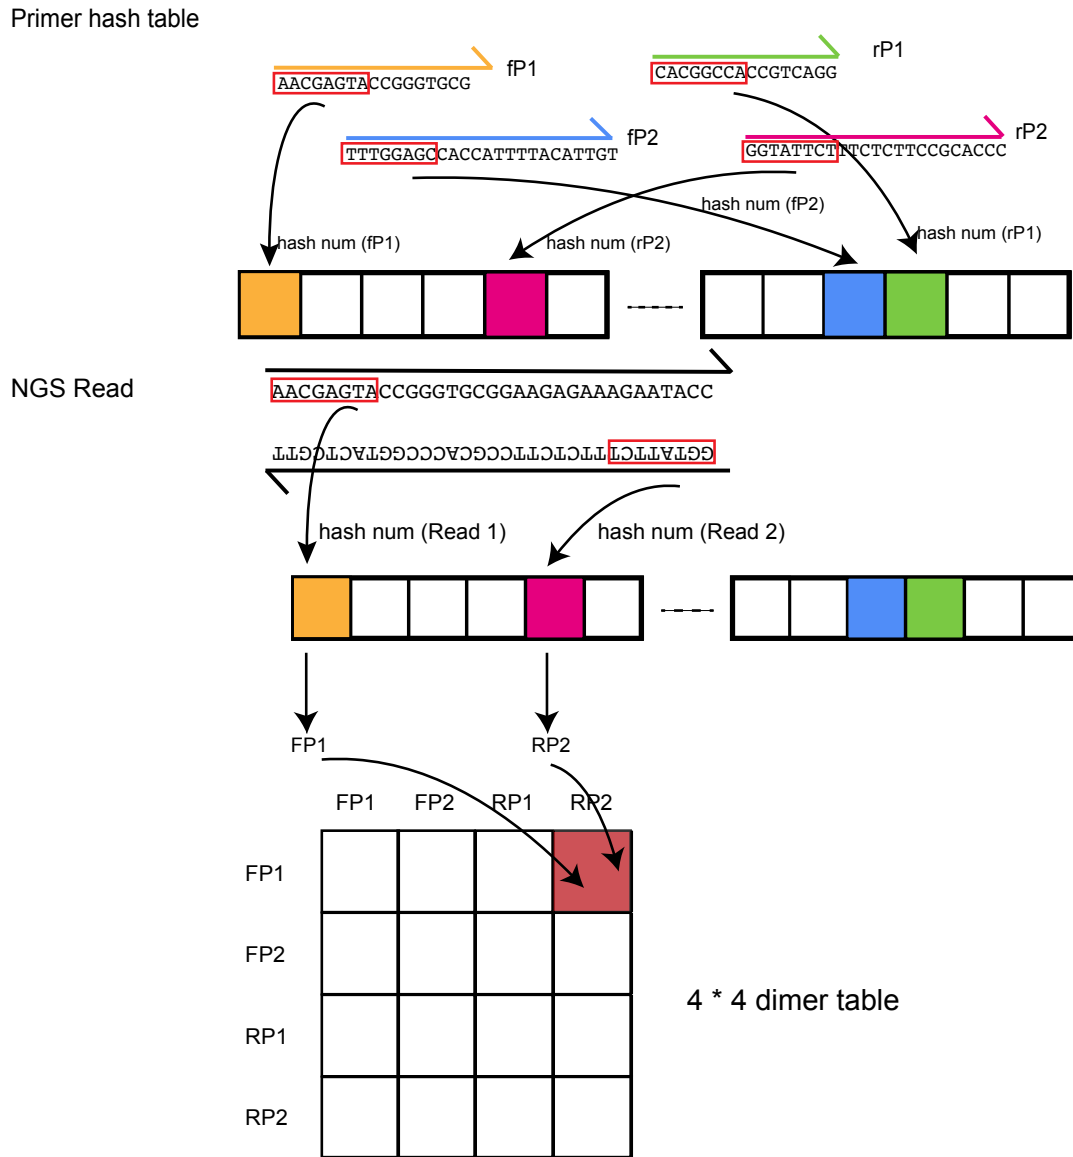 Primer hash table
fP1
AACGAGTACCGGGTGCG
rP1
CACGGCCACCGTCAGG
fP2
TTTGGAGCCACCATTTTACATTGT
rP2
GGTATTCTTTCTCTTCCGCACCC
hash num (fP2)
hash num (fP1)
hash num (rP2)
hash num (rP1)
NGS Read
AACGAGTACCGGGTGCGGAAGAGAAAGAATACC
GGTATTCTTTCTCTTCCGCACCCGGTACTCGTT
hash num (Read 1)
hash num (Read 2)
FP1
RP2
FP1 FP2 RP1 RP2
FP1
FP2
4 * 4 dimer table
RP1
RP2